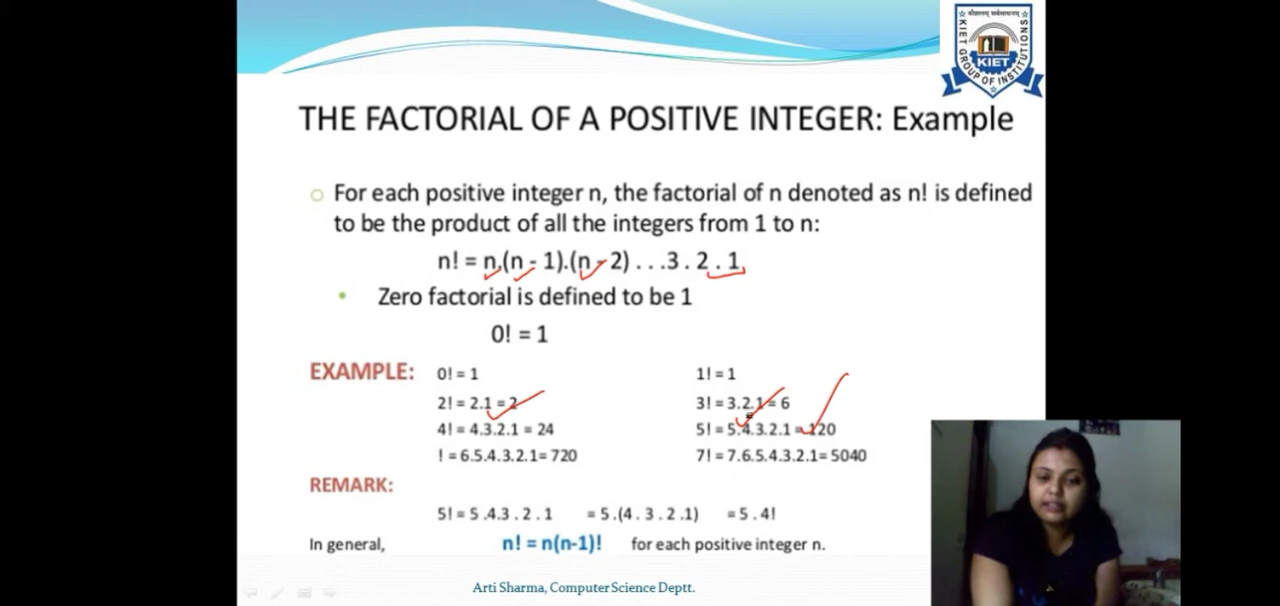 KIET
KIET GROUP OF INSTITUTIONS
THE FACTORIAL OF A POSITIVE INTEGER: Example
For each positive integer n, the factorial of n denoted as n! is defined
to be the product of all the integers from 1 to n:
n! = n.(n - 1).(n - 2) . . .3 . 2 . 1
Zero factorial is defined to be 1
0! = 1
EXAMPLE: 0! = 1 1! = 1
2! = 2.1 = 2 3! = 3.2.1 = 6
4! = 4.3.2.1 = 24 5! = 5.4.3.2.1 = 120
! = 6.5.4.3.2.1= 720 7! = 7.6.5.4.3.2.1= 5040
REMARK:
5! = 5 .4.3 . 2 . 1 = 5.(4 . 3 . 2 .1) = 5 . 4!
In general, n! = n(n-1)! for each positive integer n.
Arti Sharma, Computer Science Deptt.